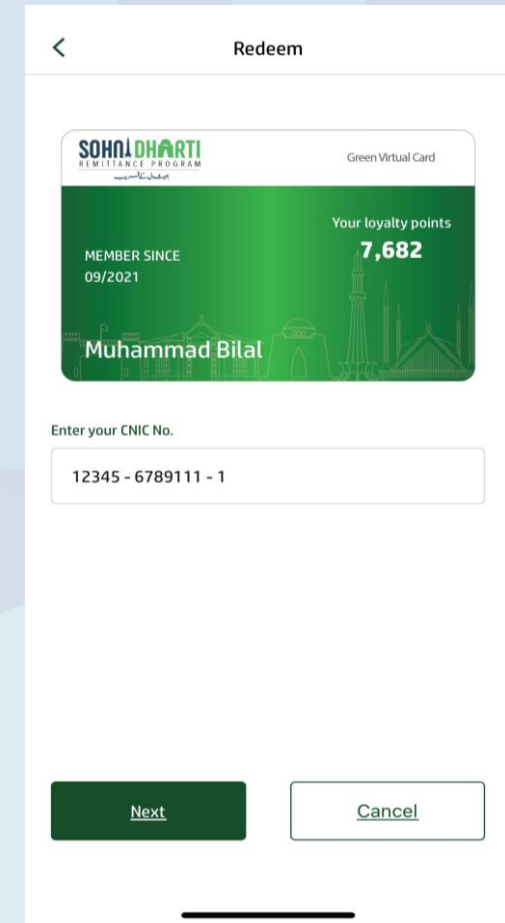 Redeem
SOHNI DHARTI
REMITTANCE PROGRAM
Green Virtual Card
Your loyalty points
7,682
MEMBER SINCE
09/2021
Muhammad Bilal
Enter your CNIC No.
12345 - 6789111 - 1
Next
Cancel